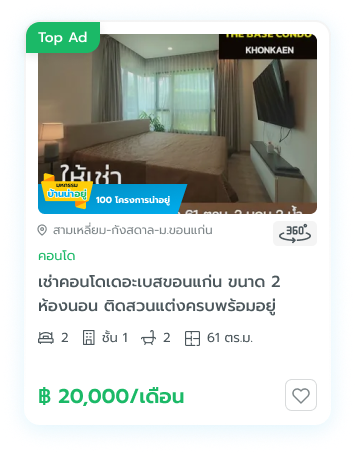 Top Ad
THE BASE CONDO
KHONKAEN
ให้เช่า
มหกรรม
บ้านน่าอยู่
100 โครงการน่าอยู่
61 ตรม. 2 นอน 2 น้ำ
สามเหลี่ยม-กังสดาล-ม.ขอนแก่น
360°
คอนโด
เช่าคอนโดเดอะเบสขอนแก่น ขนาด 2
ห้องนอน ติดสวนแต่งครบพร้อมอยู่
2 ชั้น 1 2 61 ตร.ม.
฿ 20,000/เดือน